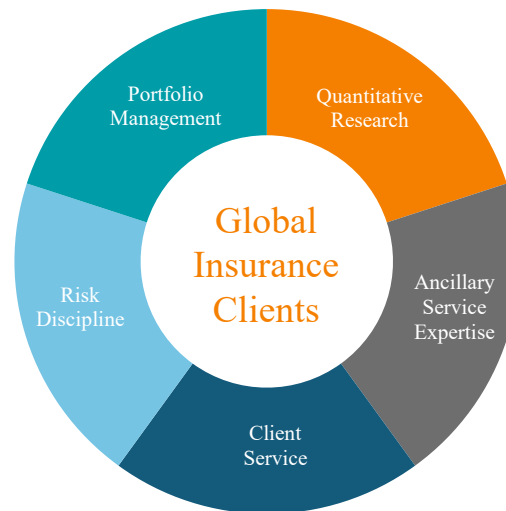 Portfolio
Management
Quantitative
Research
Global
Insurance
Clients
Risk
Discipline
Ancillary
Service
Expertise
Client
Service